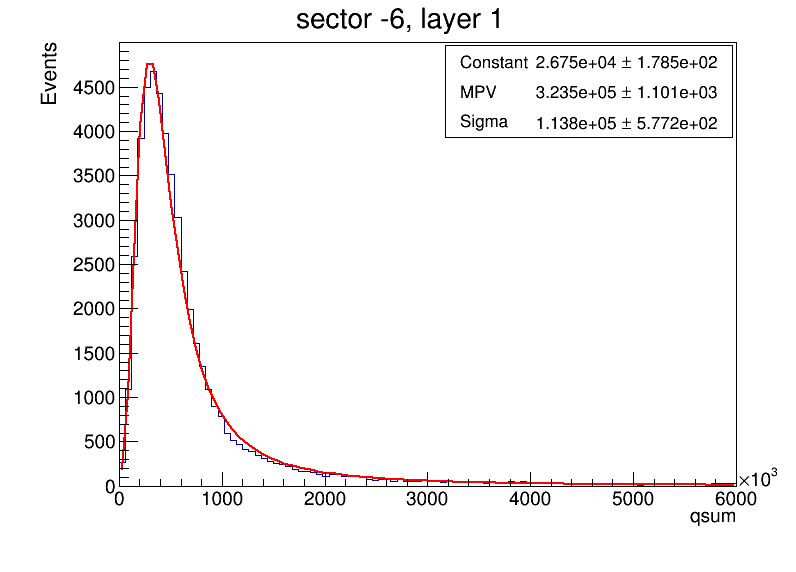 sector -6, layer 1
Events
Constant 2.675e+04 ± 1.785e+02
MPV 3.235e+05 ± 1.101e+03
Sigma 1.138e+05 ± 5.772e+02
4500
4000
3500
3000
2500
2000
1500
1000
500
0
0 1000 2000 3000 4000 5000 6000
×10³
qsum